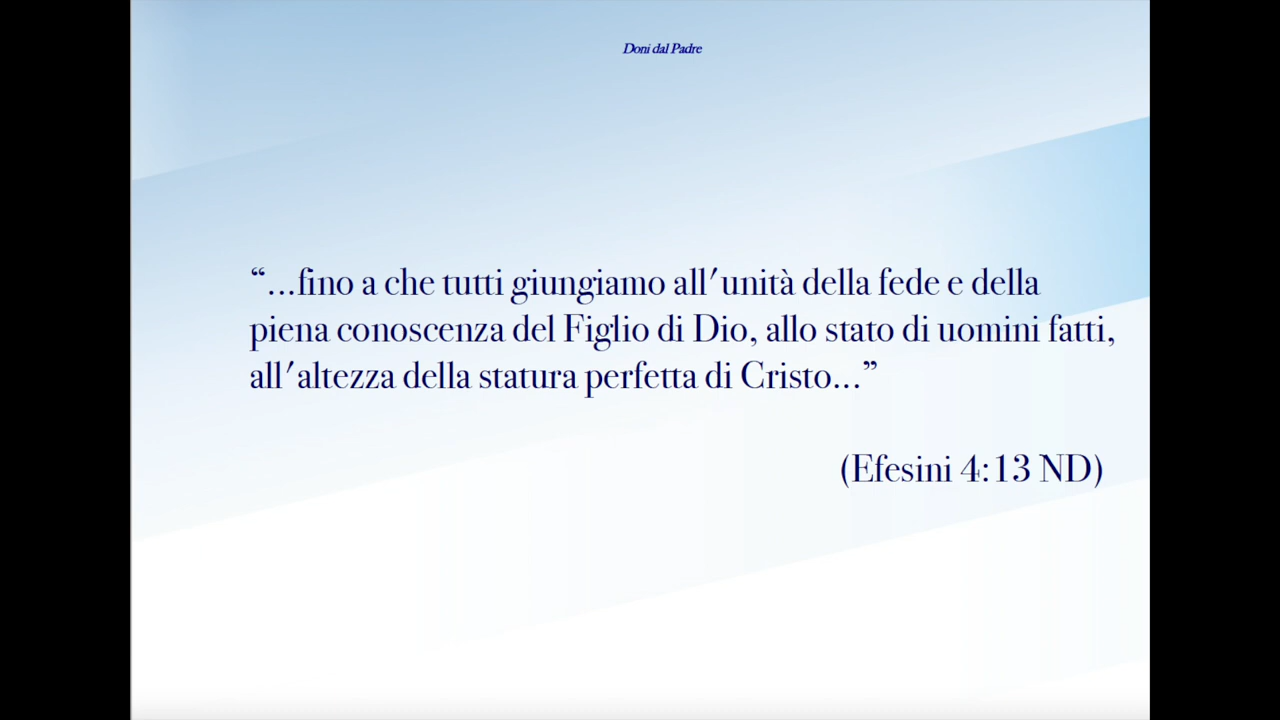 Doni dal Padre
“...fino a che tutti giungiamo all'unità della fede e della
piena conoscenza del Figlio di Dio, allo stato di uomini fatti,
all'altezza della statura perfetta di Cristo...”
(Efesini 4:13 ND)